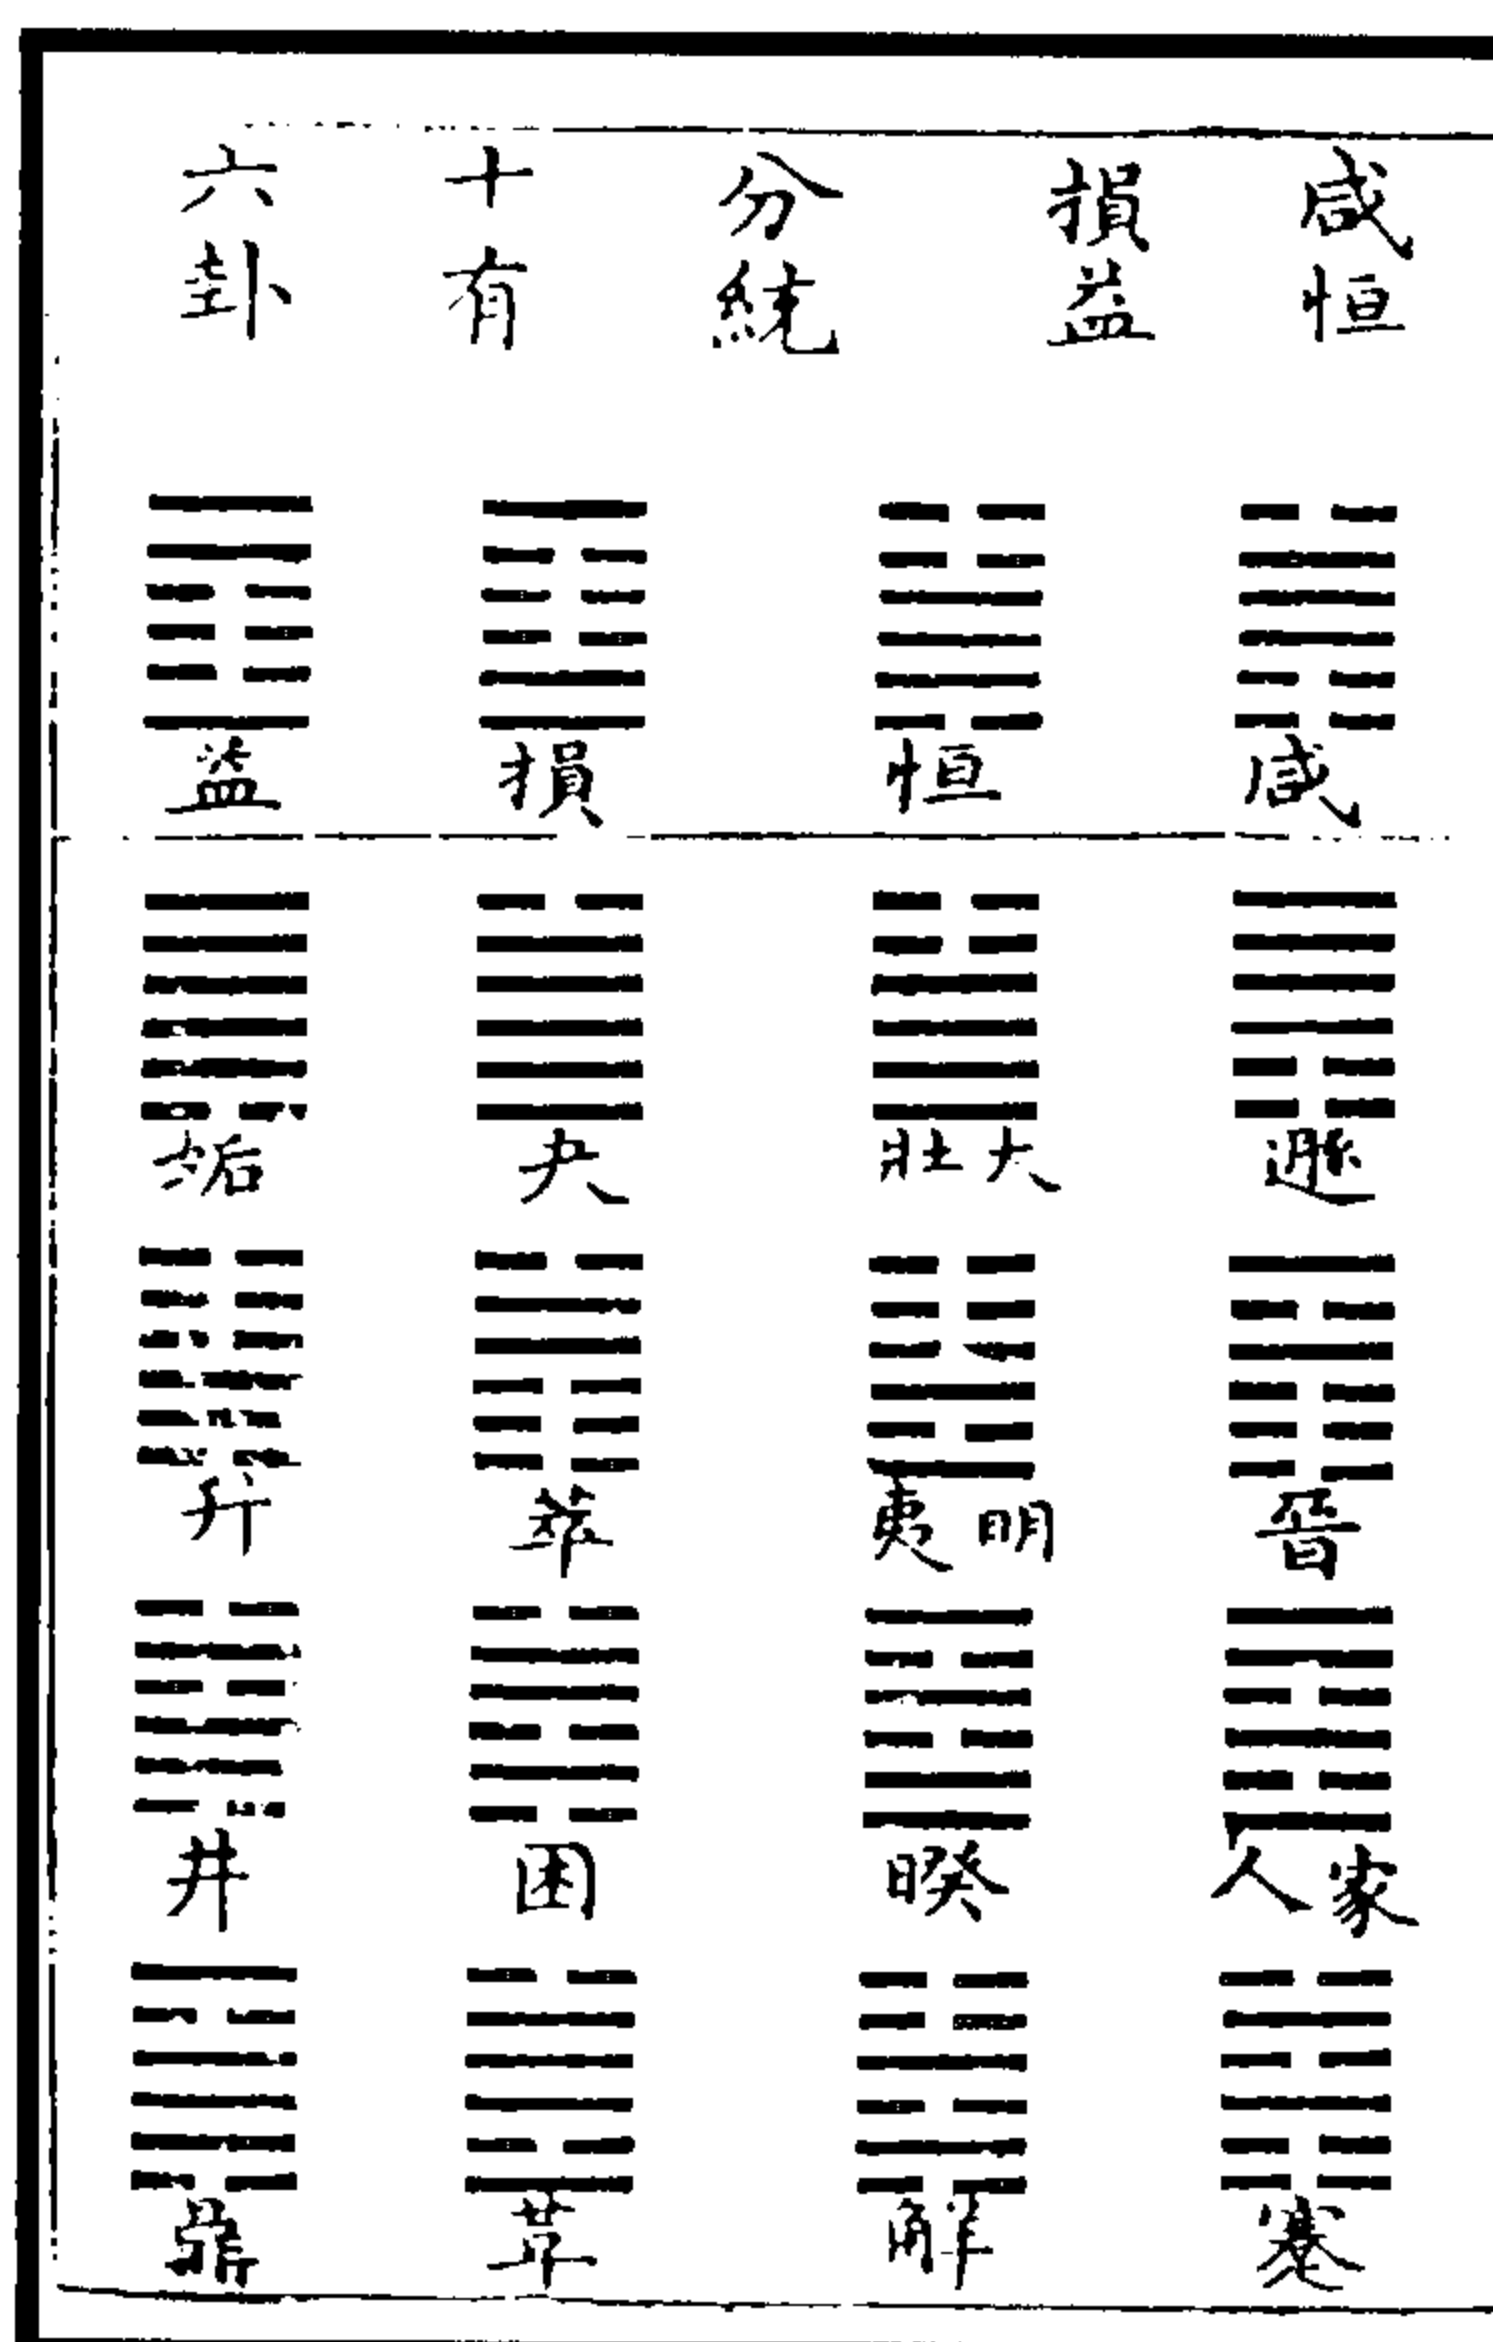 咸恒
損益
分統
十有
六卦
咸
恒
損
益
遯
大壯
夬
姤
晉
明夷
萃
升
家人
睽
困
井
蹇
解
革
鼎